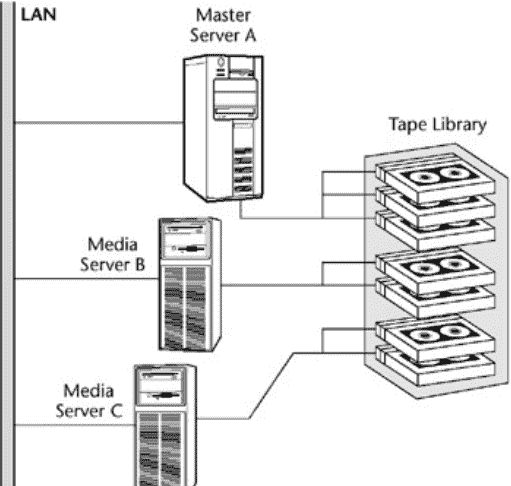 LAN
Master
Server A
Tape Library
Media
Server B
Media
Server C